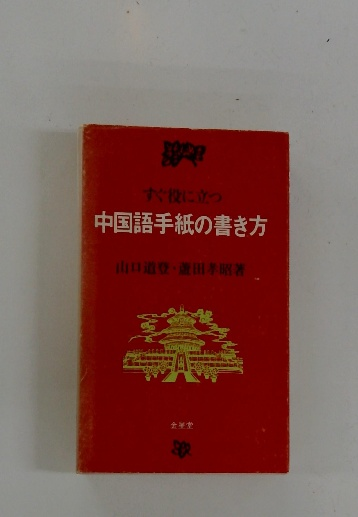 すぐ役に立つ
中国語手紙の書き方
山口道登・蘆田孝昭著
金星堂